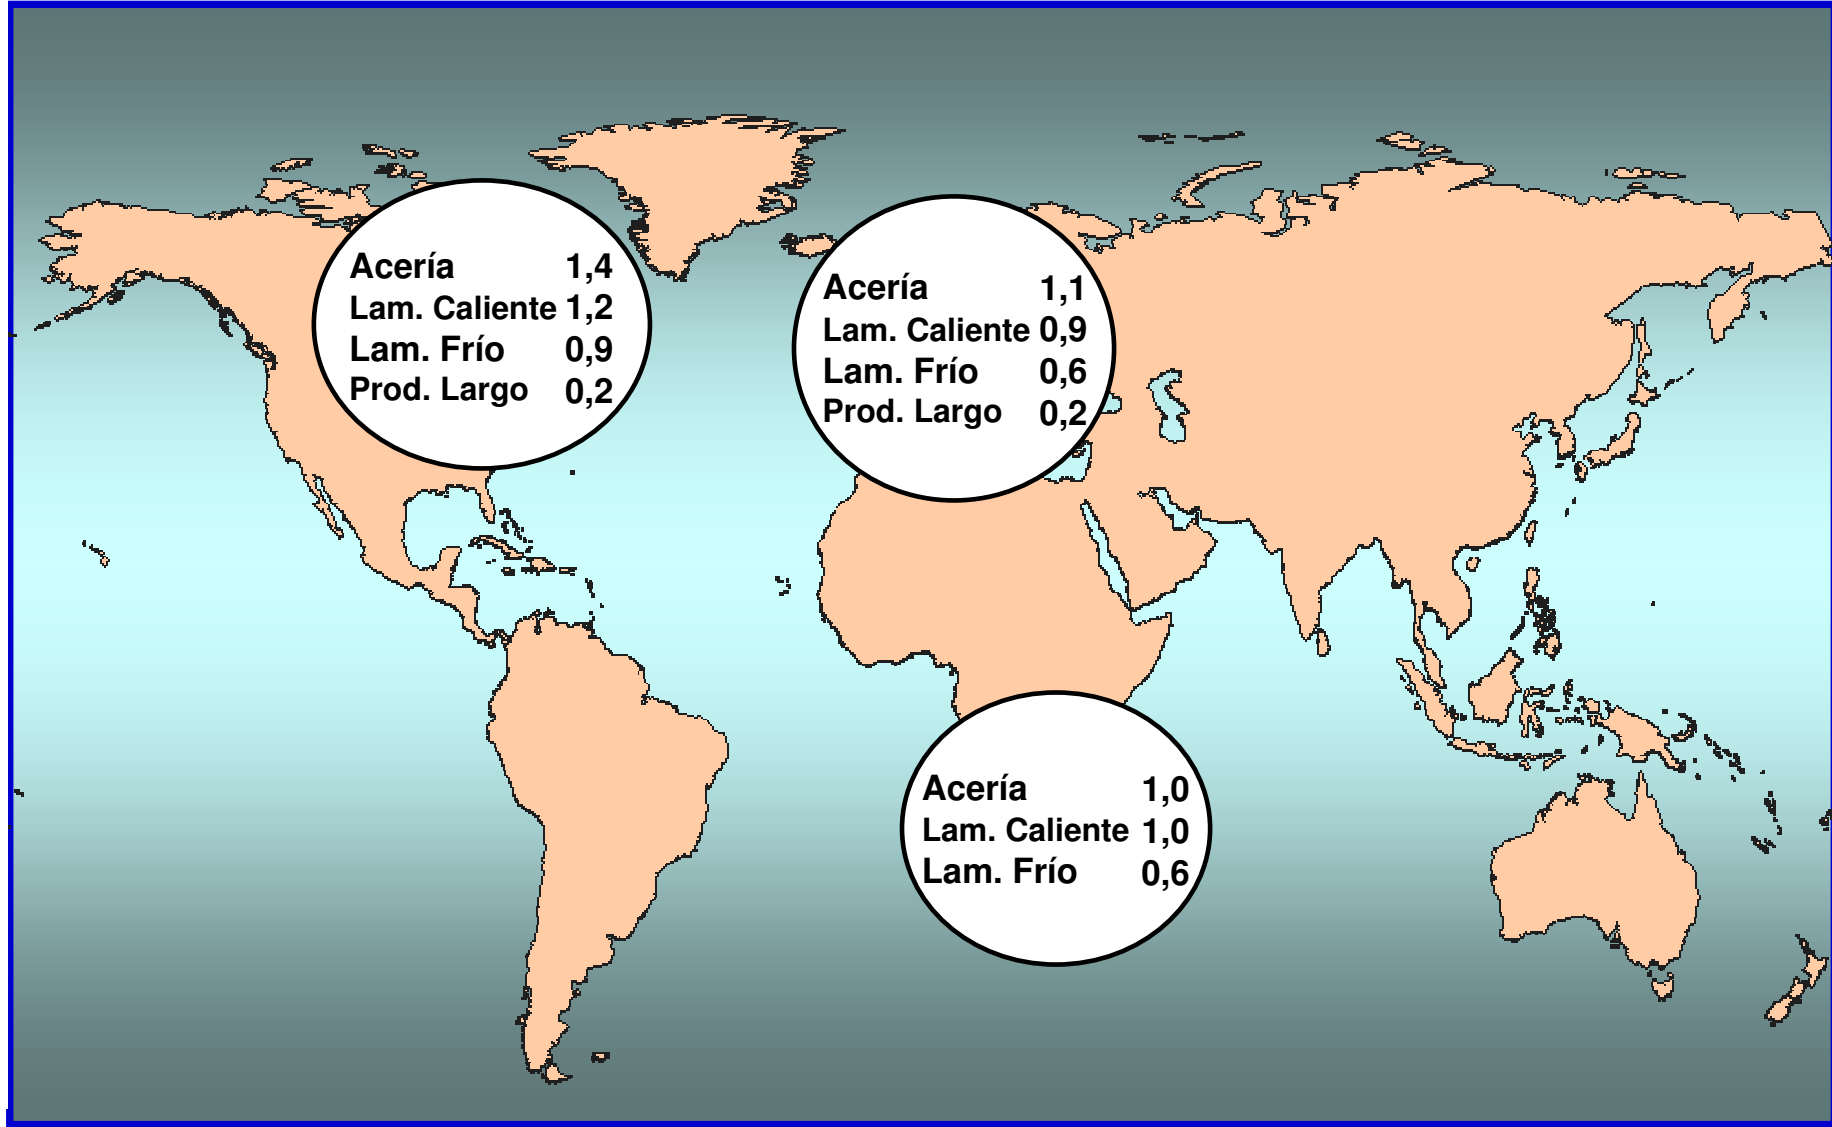 Acería 1,4
Lam. Caliente 1,2
Lam. Frío 0,9
Prod. Largo 0,2
Acería 1,1
Lam. Caliente 0,9
Lam. Frío 0,6
Prod. Largo 0,2
Acería 1,0
Lam. Caliente 1,0
Lam. Frío 0,6